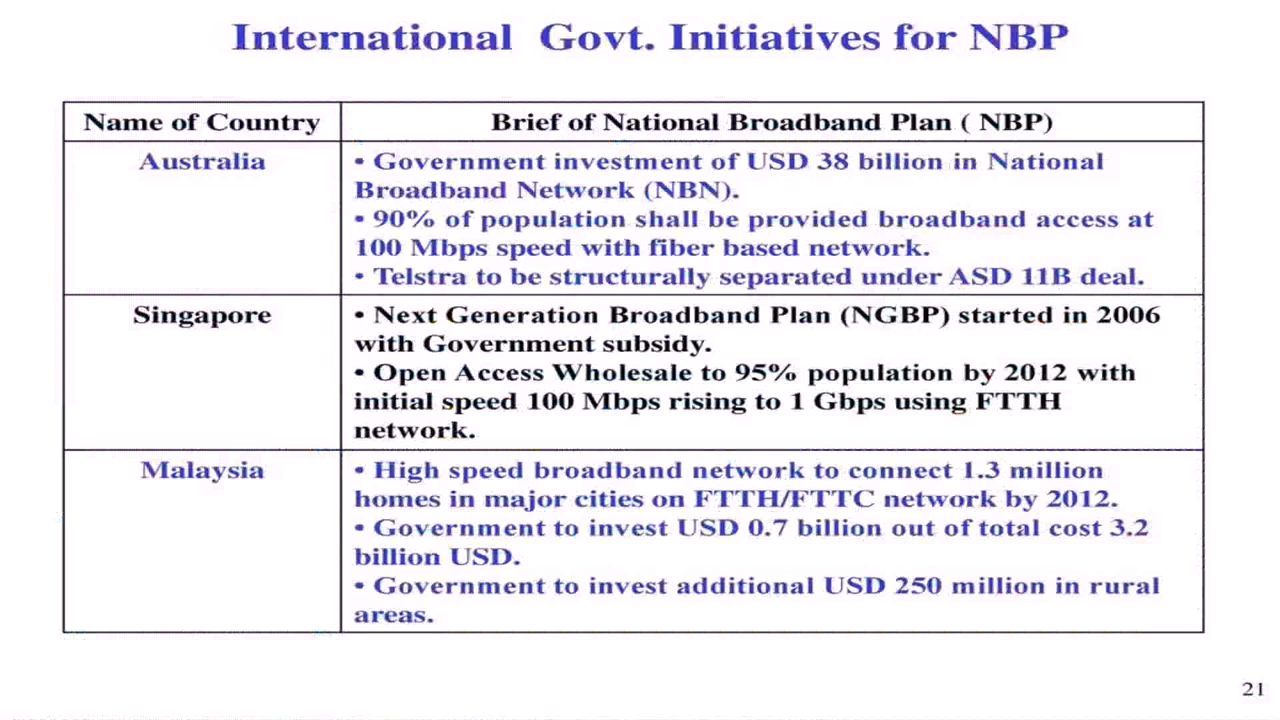 International Govt. Initiatives for NBP
Name of Country
Brief of National Broadband Plan ( NBP)
Australia
• Government investment of USD 38 billion in National
Broadband Network (NBN).
• 90% of population shall be provided broadband access at
100 Mbps speed with fiber based network.
• Telstra to be structurally separated under ASD 11B deal.
Singapore
• Next Generation Broadband Plan (NGBP) started in 2006
with Government subsidy.
• Open Access Wholesale to 95% population by 2012 with
initial speed 100 Mbps rising to 1 Gbps using FTTH
network.
Malaysia
• High speed broadband network to connect 1.3 million
homes in major cities on FTTH/FTTC network by 2012.
• Government to invest USD 0.7 billion out of total cost 3.2
billion USD.
• Government to invest additional USD 250 million in rural
areas.
21